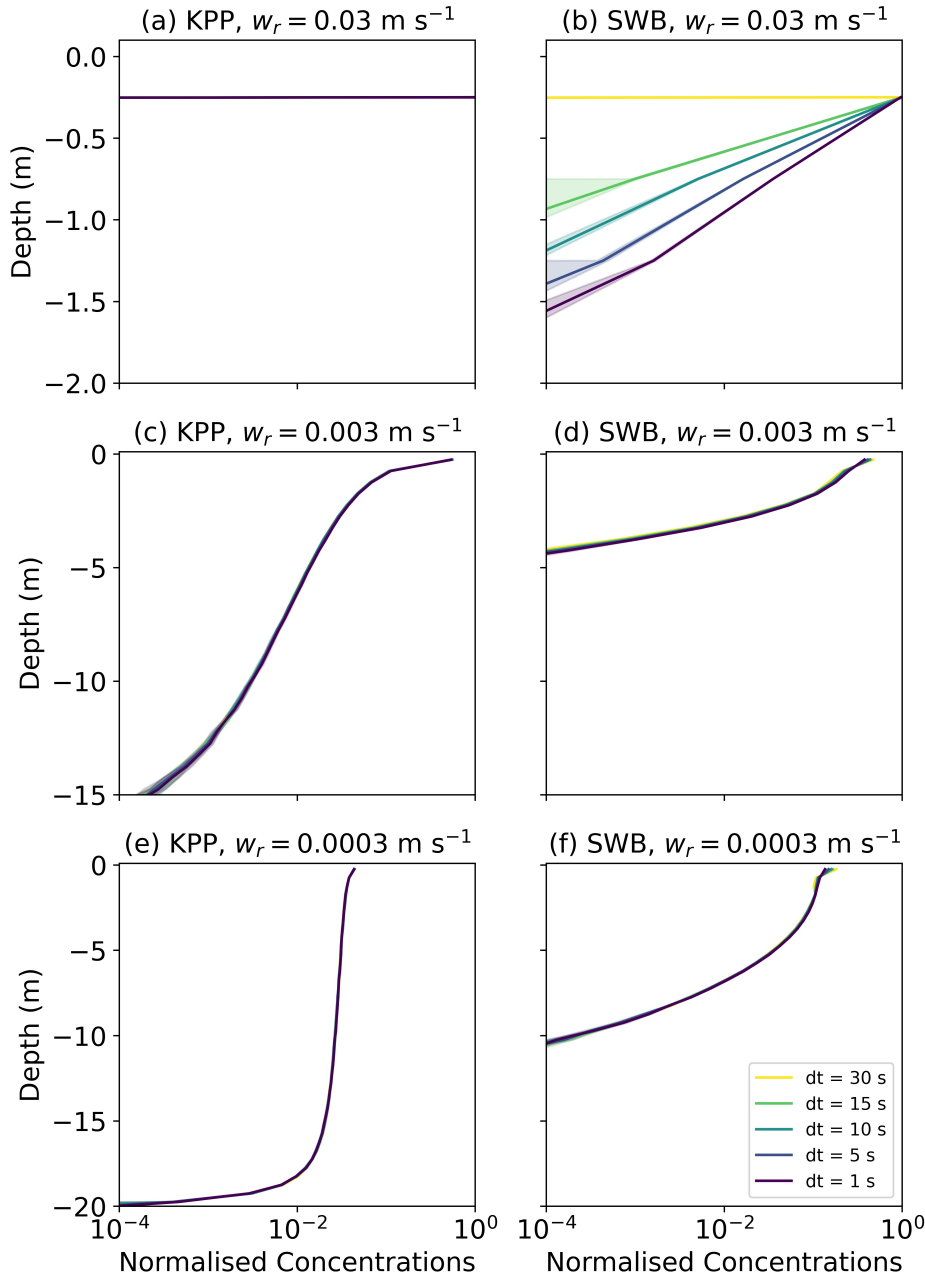 (a) KPP, $w_r = 0.03$ m s$^{-1}$
(b) SWB, $w_r = 0.03$ m s$^{-1}$
0.0
−0.5
−1.0
−1.5
−2.0
Depth (m)
(c) KPP, $w_r = 0.003$ m s$^{-1}$
(d) SWB, $w_r = 0.003$ m s$^{-1}$
0
−5
−10
−15
Depth (m)
(e) KPP, $w_r = 0.0003$ m s$^{-1}$
(f) SWB, $w_r = 0.0003$ m s$^{-1}$
0
−5
−10
−15
−20
Depth (m)
dt = 30 s
dt = 15 s
dt = 10 s
dt = 5 s
dt = 1 s
$10^{-4}$ $10^{-2}$ $10^{0}$
Normalised Concentrations
$10^{-4}$ $10^{-2}$ $10^{0}$
Normalised Concentrations